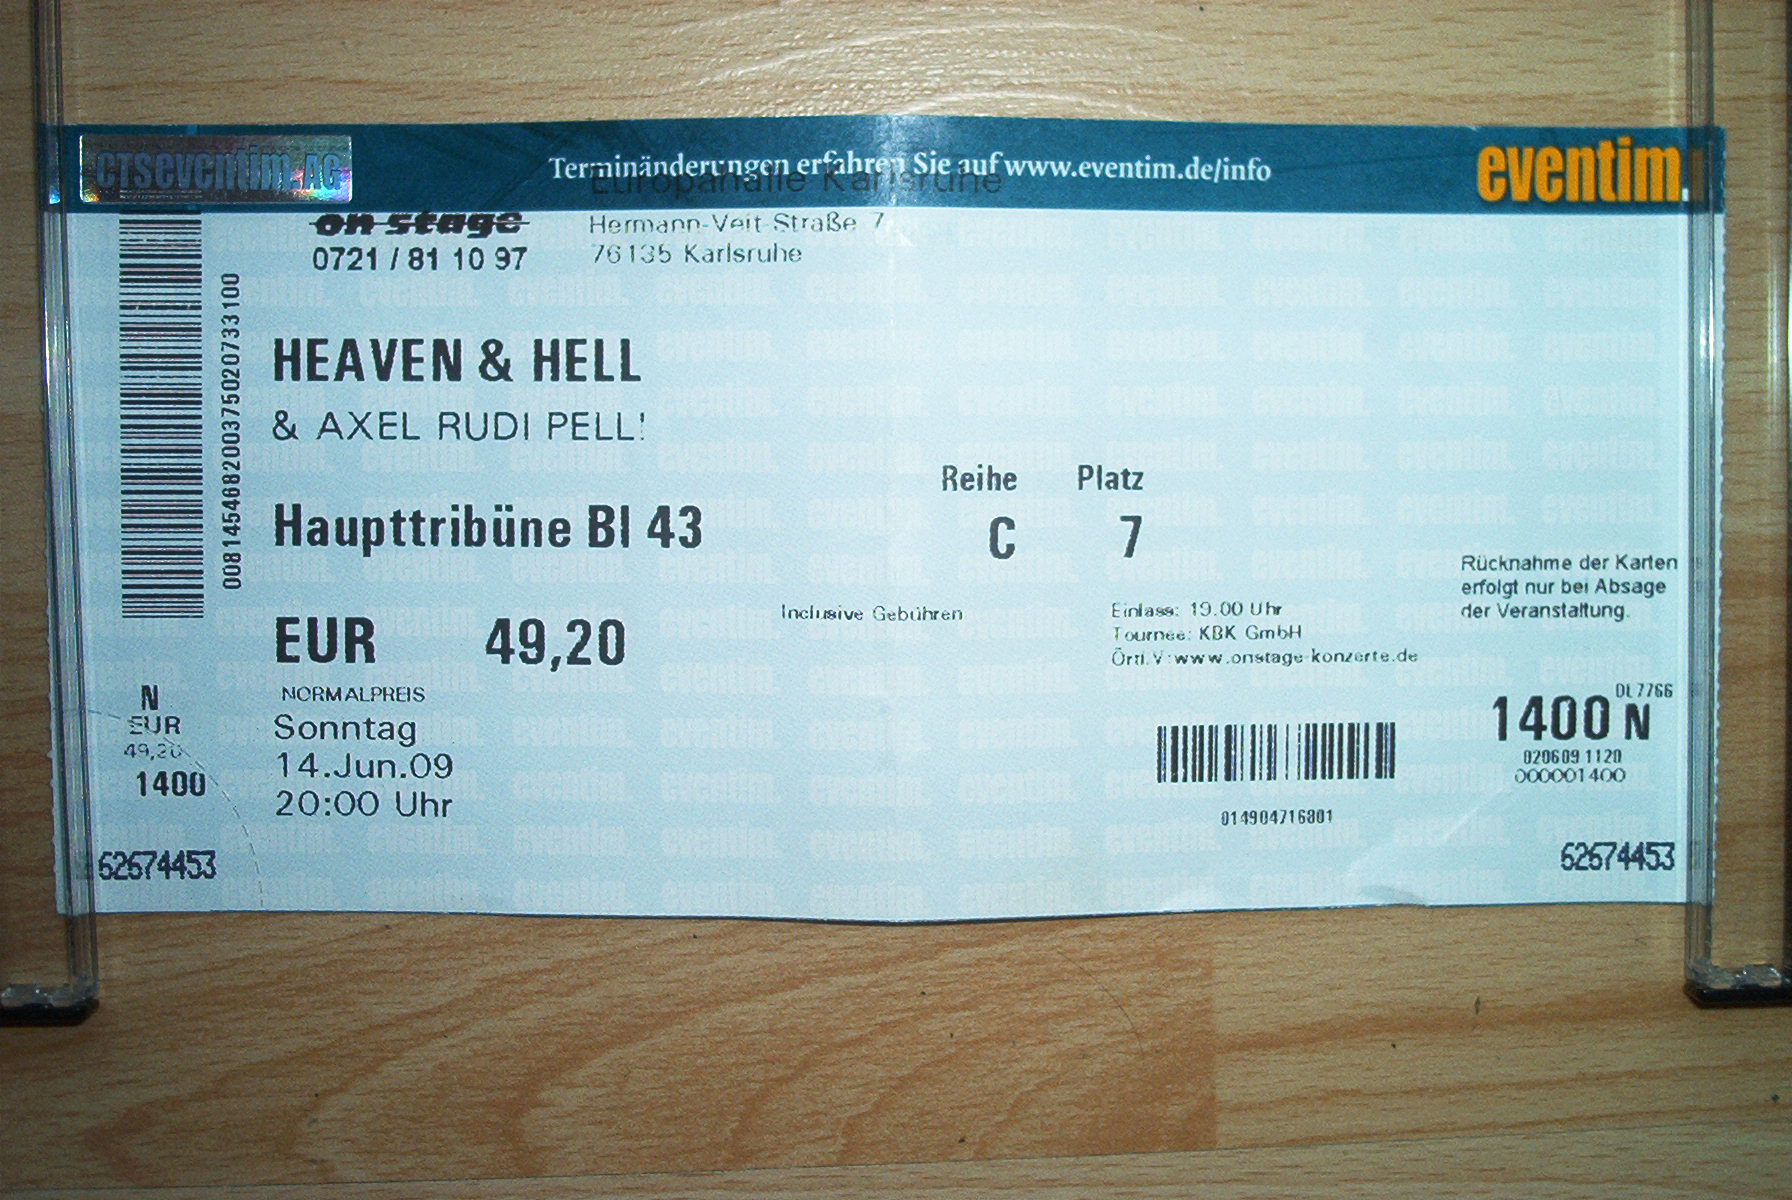 CTSeventim.AG
Terminänderungen erfahren Sie auf www.eventim.de/info
eventim.
Europahalle Karlsruhe
on stage
Hermann-Veit-Straße 7
0721 / 81 10 97
76135 Karlsruhe
008145468200375020733100
HEAVEN & HELL
& AXEL RUDI PELL!
Reihe Platz
Haupttribüne Bl 43 C 7
Rücknahme der Karten
erfolgt nur bei Absage
der Veranstaltung.
EUR 49,20
Inclusive Gebühren
Einlass: 19.00 Uhr
Tournee: KBK GmbH
Örtl.V:www.onstage-konzerte.de
NORMALPREIS
Sonntag
14.Jun.09
20:00 Uhr
N
EUR
49,20
1400
62674453
014904716801
DL7766
1400 N
020609 1120
000001400
62674453